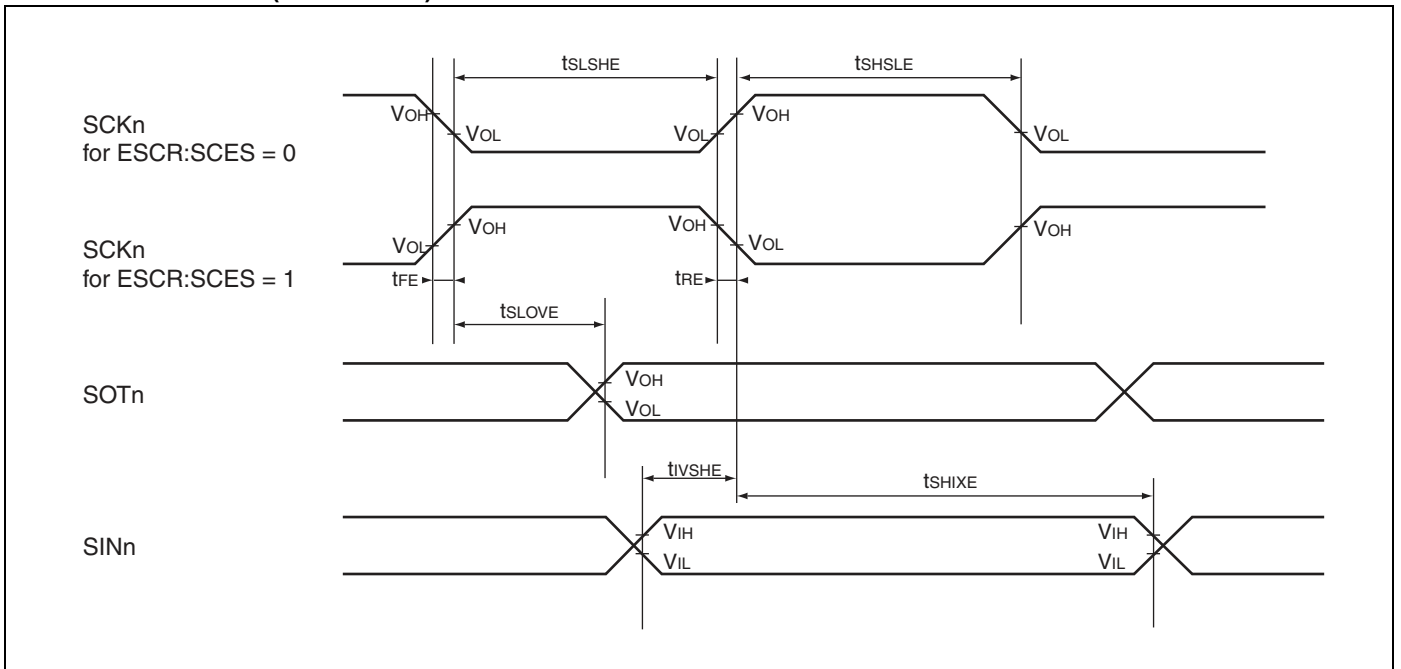 tSLSHE
tSHSLE
SCKn
for ESCR:SCES = 0
VOH
VOL
VOL
VOH
VOL
SCKn
for ESCR:SCES = 1
VOL
VOH
VOH
VOL
VOH
tFE
tRE
tSLOVE
SOTn
VOH
VOL
tIVSHE
tSHIXE
SINn
VIH
VIL
VIH
VIL